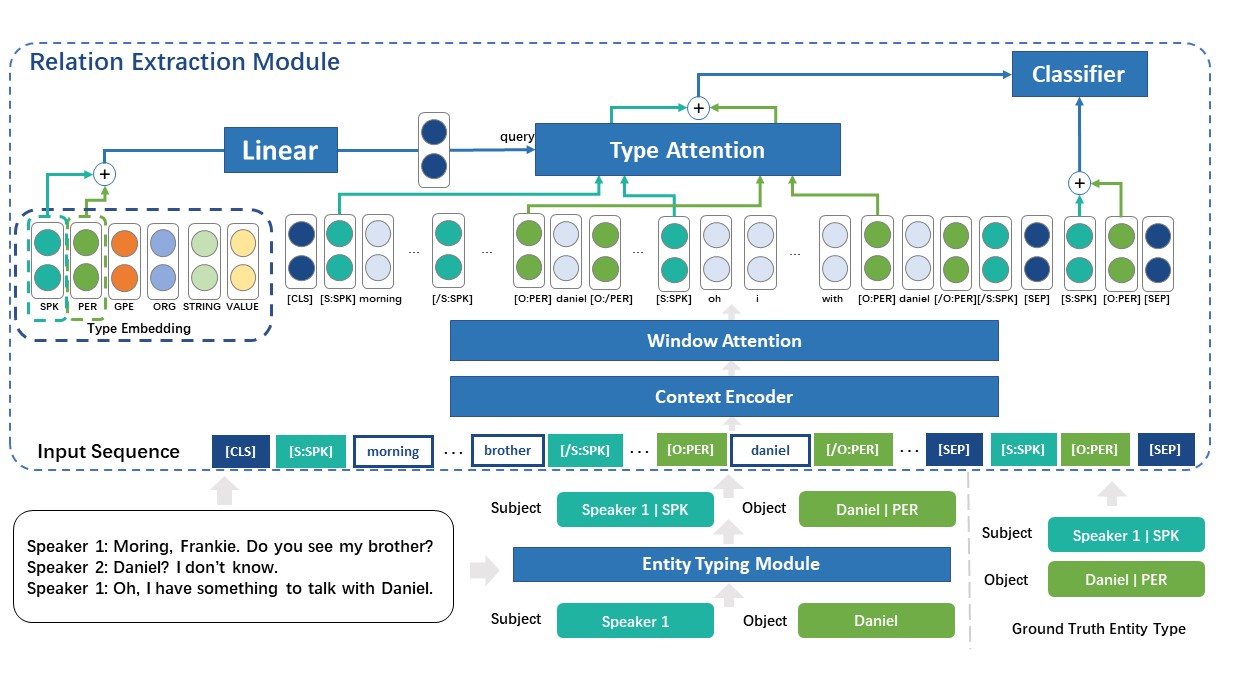 Relation Extraction Module
Classifier
+
query
Linear
Type Attention
+
+
SPK PER GPE ORG STRING VALUE
Type Embedding
[CLS] [S:SPK] morning ... [/S:SPK] ... [O:PER] daniel [O:/PER] ... [S:SPK] oh i ... with [O:PER] daniel [/O:PER] [/S:SPK] [SEP] [S:SPK] [O:PER] [SEP]
Window Attention
Context Encoder
Input Sequence [CLS] [S:SPK] morning ... brother [/S:SPK] ... [O:PER] daniel [/O:PER] ... [SEP] [S:SPK] [O:PER] [SEP]
Speaker 1: Moring, Frankie. Do you see my brother?
Speaker 2: Daniel? I don't know.
Speaker 1: Oh, I have something to talk with Daniel.
Subject Speaker 1 | SPK Object Daniel | PER
Entity Typing Module
Subject Speaker 1 Object Daniel
Subject Speaker 1 | SPK
Object Daniel | PER
Ground Truth Entity Type